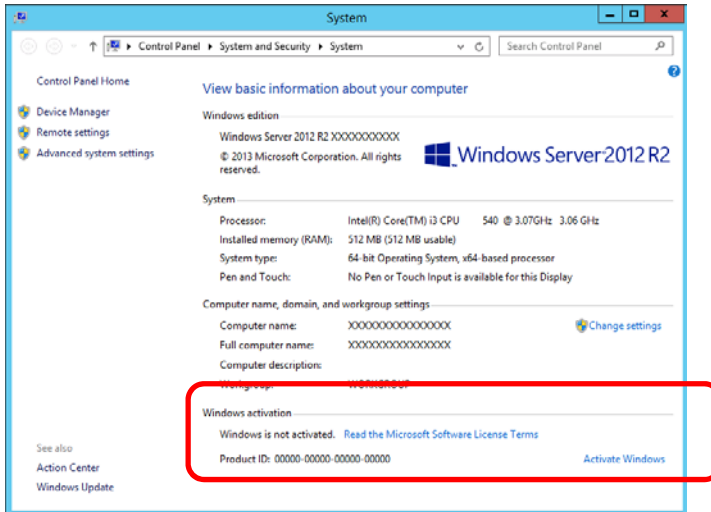 System
Control Panel ▸ System and Security ▸ System
Search Control Panel
Control Panel Home
Device Manager
Remote settings
Advanced system settings
See also
Action Center
Windows Update
View basic information about your computer
Windows edition
Windows Server 2012 R2 XXXXXXXXXX
© 2013 Microsoft Corporation. All rights
reserved.
Windows Server 2012 R2
System
Processor: Intel(R) Core(TM) i3 CPU 540 @ 3.07GHz 3.06 GHz
Installed memory (RAM): 512 MB (512 MB usable)
System type: 64-bit Operating System, x64-based processor
Pen and Touch: No Pen or Touch Input is available for this Display
Computer name, domain, and workgroup settings
Computer name: XXXXXXXXXXXXXXX
Change settings
Full computer name: XXXXXXXXXXXXXXX
Computer description:
Workgroup: WORKGROUP
Windows activation
Windows is not activated. Read the Microsoft Software License Terms
Product ID: 00000-00000-00000-00000
Activate Windows